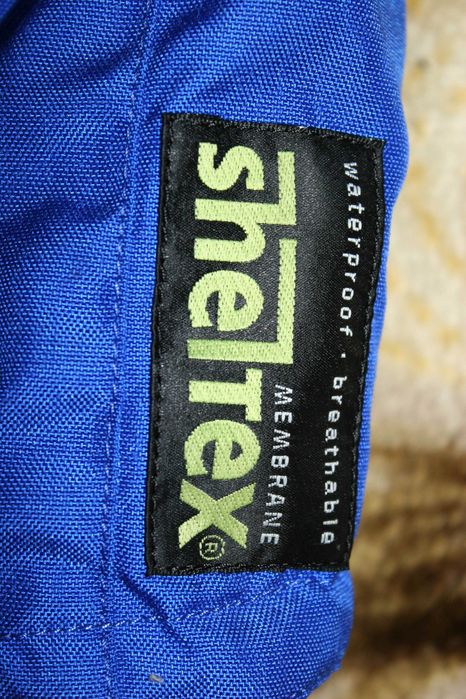 waterproof · breathable
shelTex®
MEMBRANE